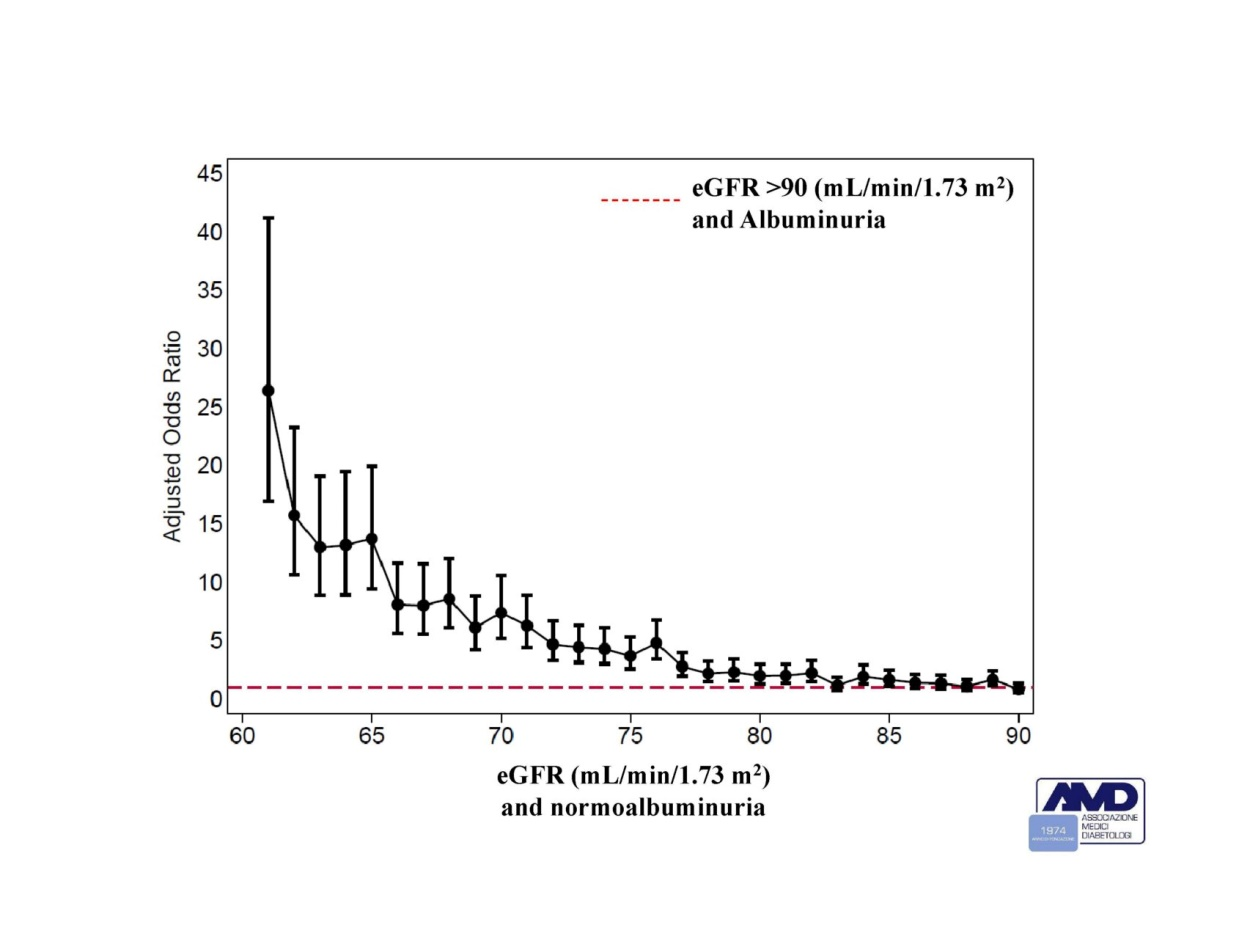 45
40
35
30
25
20
15
10
5
0
Adjusted Odds Ratio
eGFR >90 (mL/min/1.73 m²)
and Albuminuria
60 65 70 75 80 85 90
eGFR (mL/min/1.73 m²)
and normoalbuminuria
AMD
ASSOCIAZIONE
MEDICI
DIABETOLOGI
1974